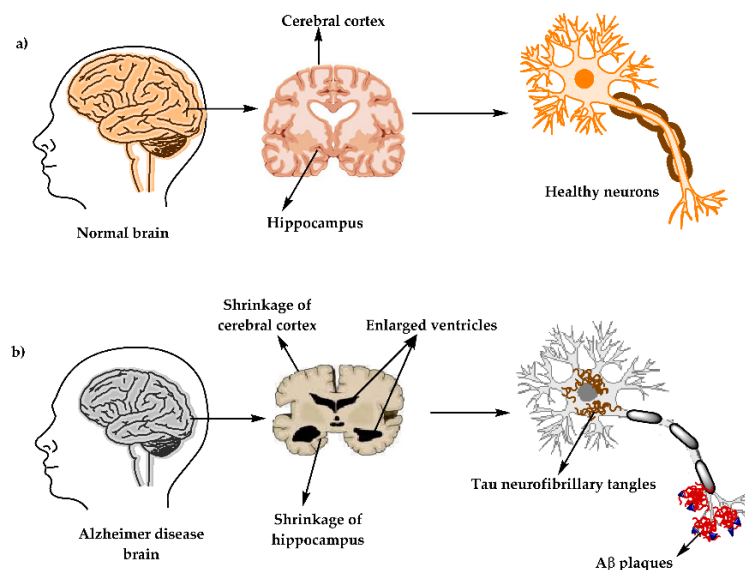 Cerebral cortex
a)
Healthy neurons
Hippocampus
Normal brain
Shrinkage of
cerebral cortex
Enlarged ventricles
b)
Tau neurofibrillary tangles
Shrinkage of
hippocampus
Alzheimer disease
brain
Aβ plaques